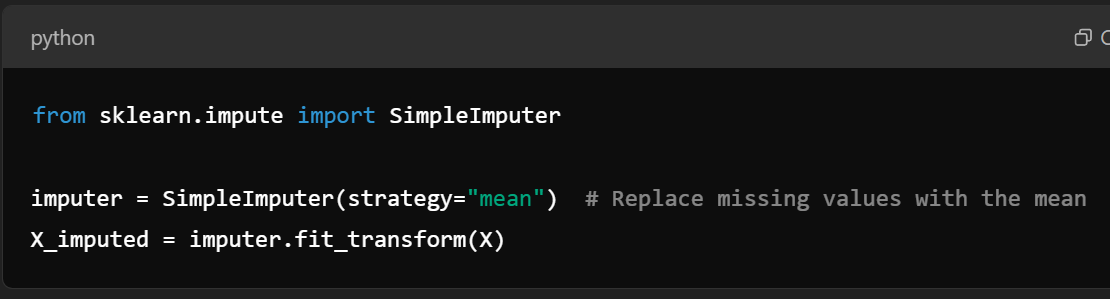 python
from sklearn.impute import SimpleImputer
imputer = SimpleImputer(strategy="mean")  # Replace missing values with the mean
X_imputed = imputer.fit_transform(X)